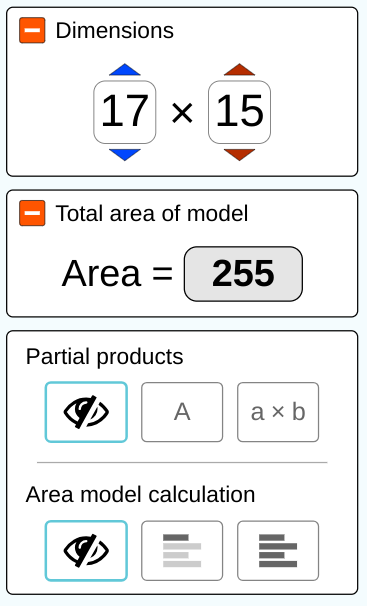 Dimensions
17 × 15
Total area of model
Area = 255
Partial products
A a × b
Area model calculation